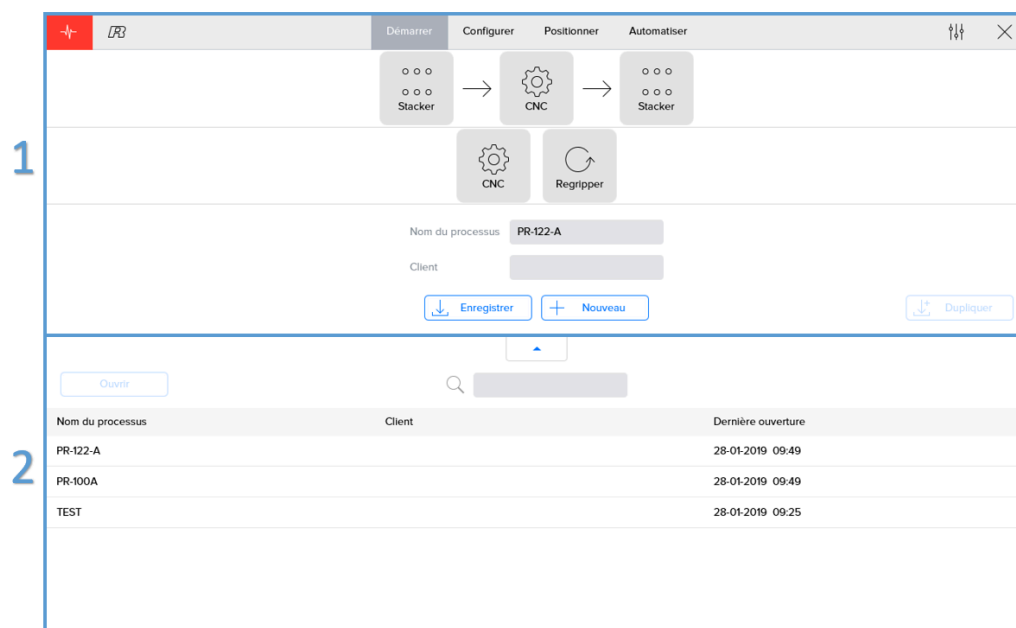 Démarrer Configurer Positionner Automatiser
Stacker CNC Stacker
1
CNC Regripper
Nom du processus PR-122-A
Client
Enregistrer Nouveau Dupliquer
Ouvrir
Nom du processus Client Dernière ouverture
PR-122-A 28-01-2019 09:49
2
PR-100A 28-01-2019 09:49
TEST 28-01-2019 09:25